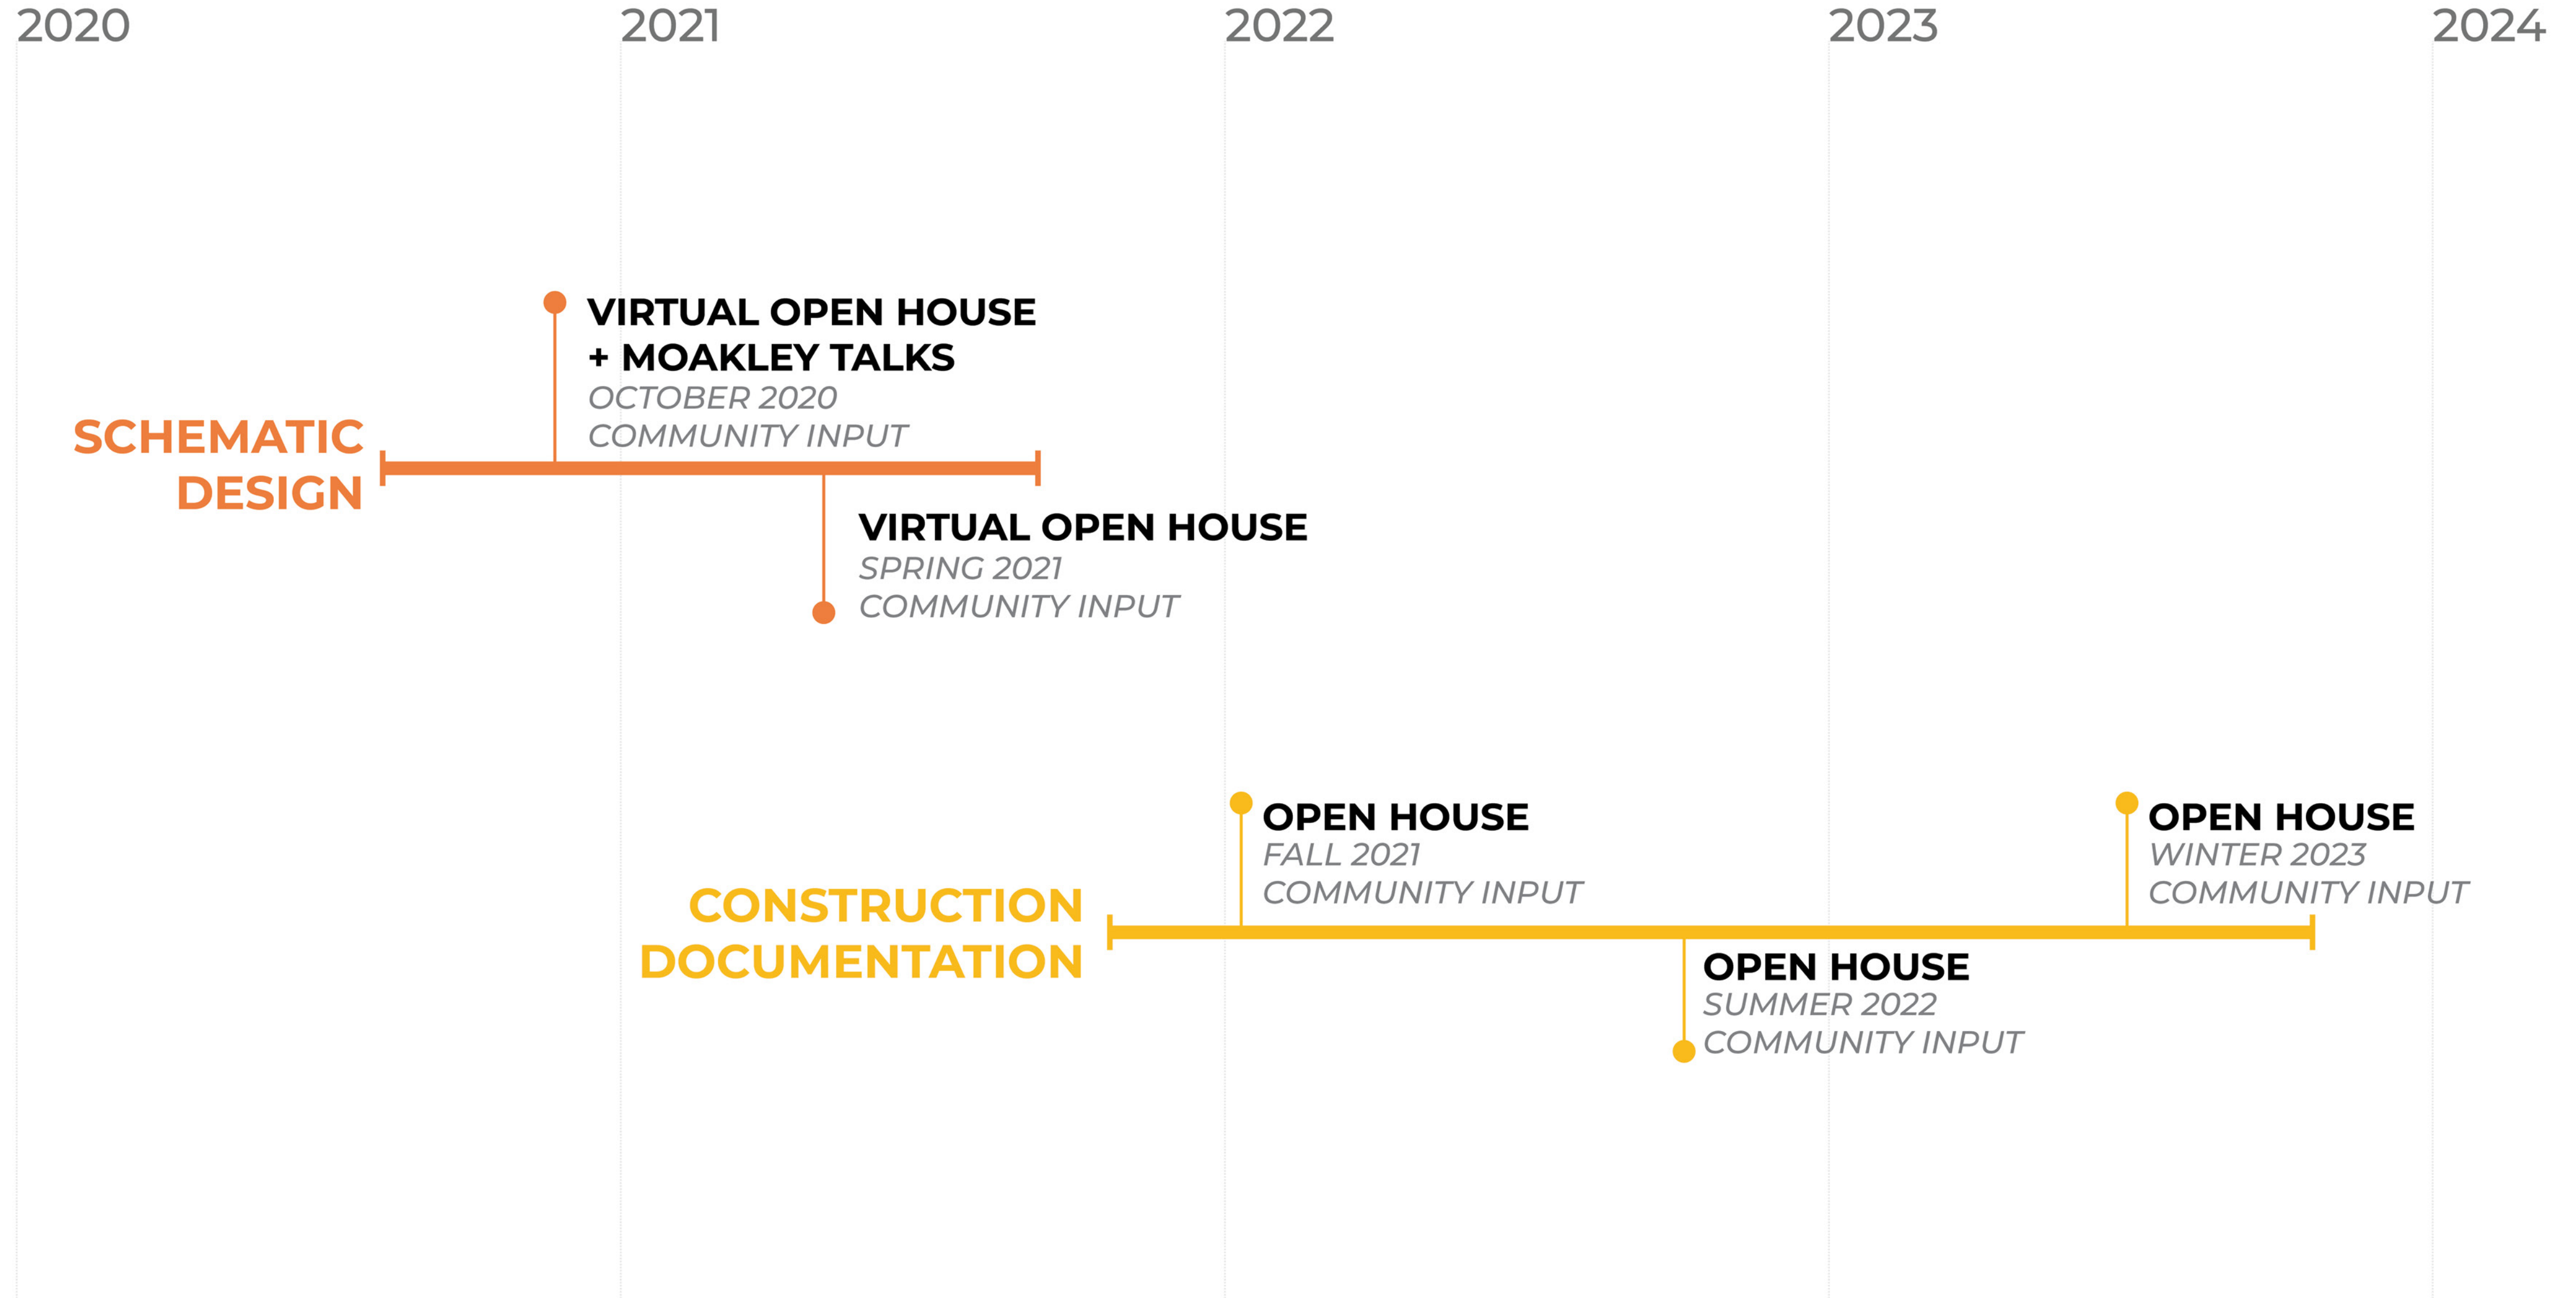 2020
2021
2022
2023
2024
VIRTUAL OPEN HOUSE
+ MOAKLEY TALKS
OCTOBER 2020
COMMUNITY INPUT
SCHEMATIC
DESIGN
VIRTUAL OPEN HOUSE
SPRING 2021
COMMUNITY INPUT
OPEN HOUSE
FALL 2021
COMMUNITY INPUT
OPEN HOUSE
WINTER 2023
COMMUNITY INPUT
CONSTRUCTION
DOCUMENTATION
OPEN HOUSE
SUMMER 2022
COMMUNITY INPUT